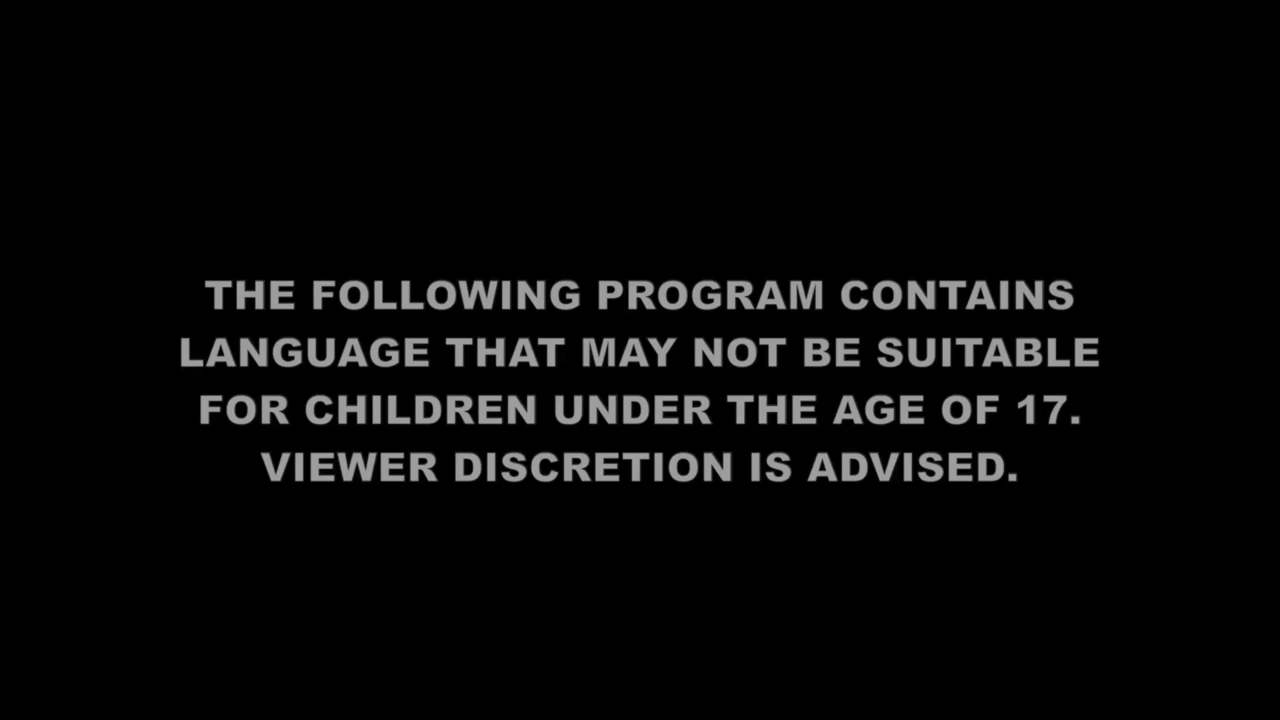 THE FOLLOWING PROGRAM CONTAINS
LANGUAGE THAT MAY NOT BE SUITABLE
FOR CHILDREN UNDER THE AGE OF 17.
VIEWER DISCRETION IS ADVISED.